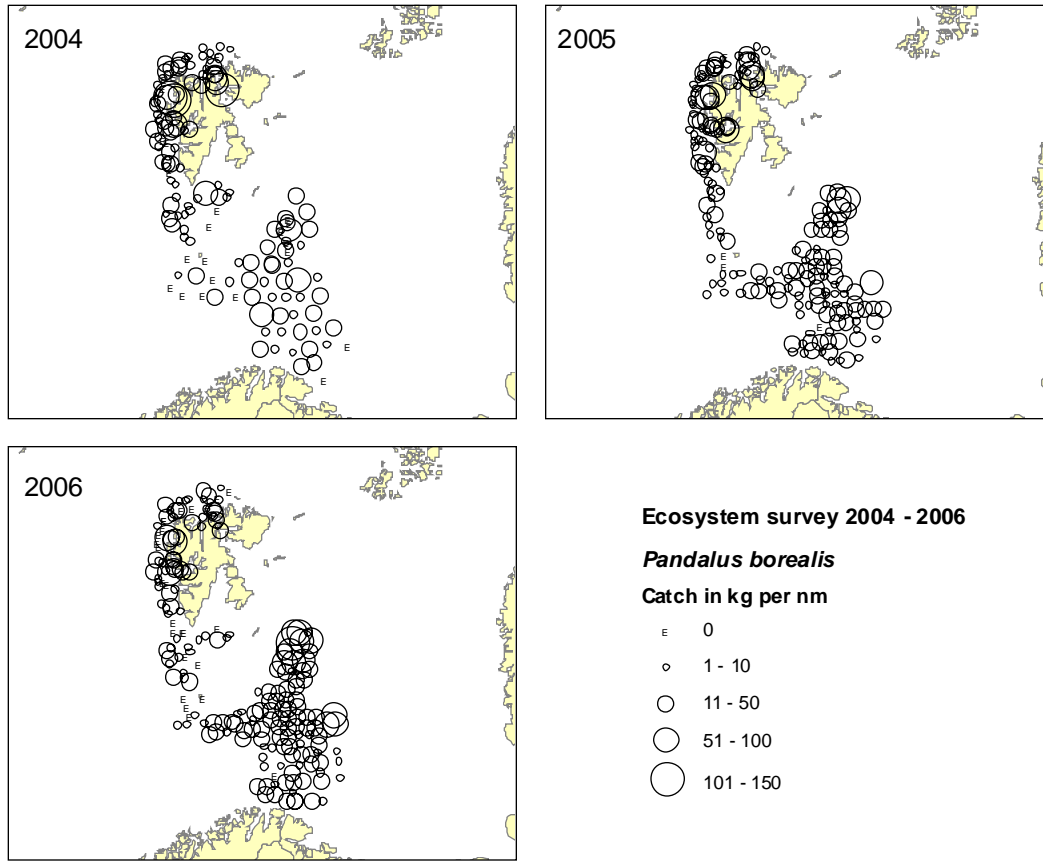 2004
2005
2006
Ecosystem survey 2004 - 2006
Pandalus borealis
Catch in kg per nm
E 0
1 - 10
11 - 50
51 - 100
101 - 150